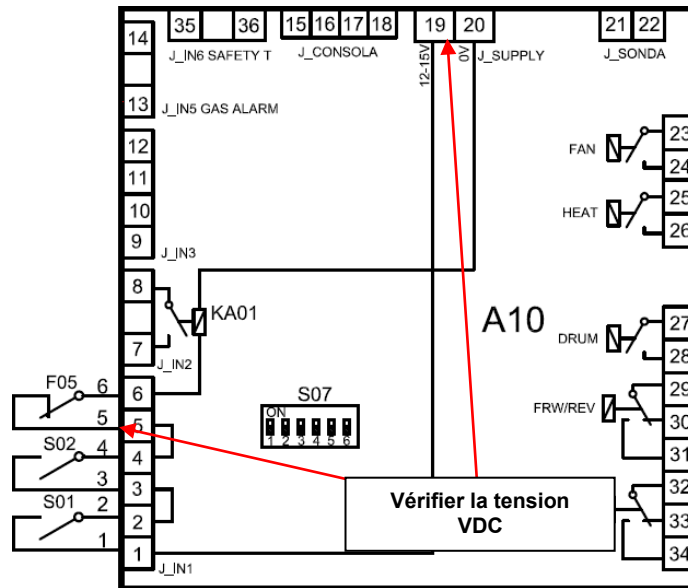 35 36 15 16 17 18 19 20 21 22
J_IN6 SAFETY T J_CONSOLA 12-15V 0V J_SUPPLY J_SONDA
14
13 J_IN5 GAS ALARM
12
11
10
9 J_IN3
8
KA01
7 J_IN2
F05 6 6
5 5
S02 4 4
3 3
S01 2 2
1 1 J_IN1
S07
ON
1 2 3 4 5 6
A10
FAN 23
24
HEAT 25
26
DRUM 27
28
29
FRW/REV 30
31
32
33
34
Vérifier la tension
VDC